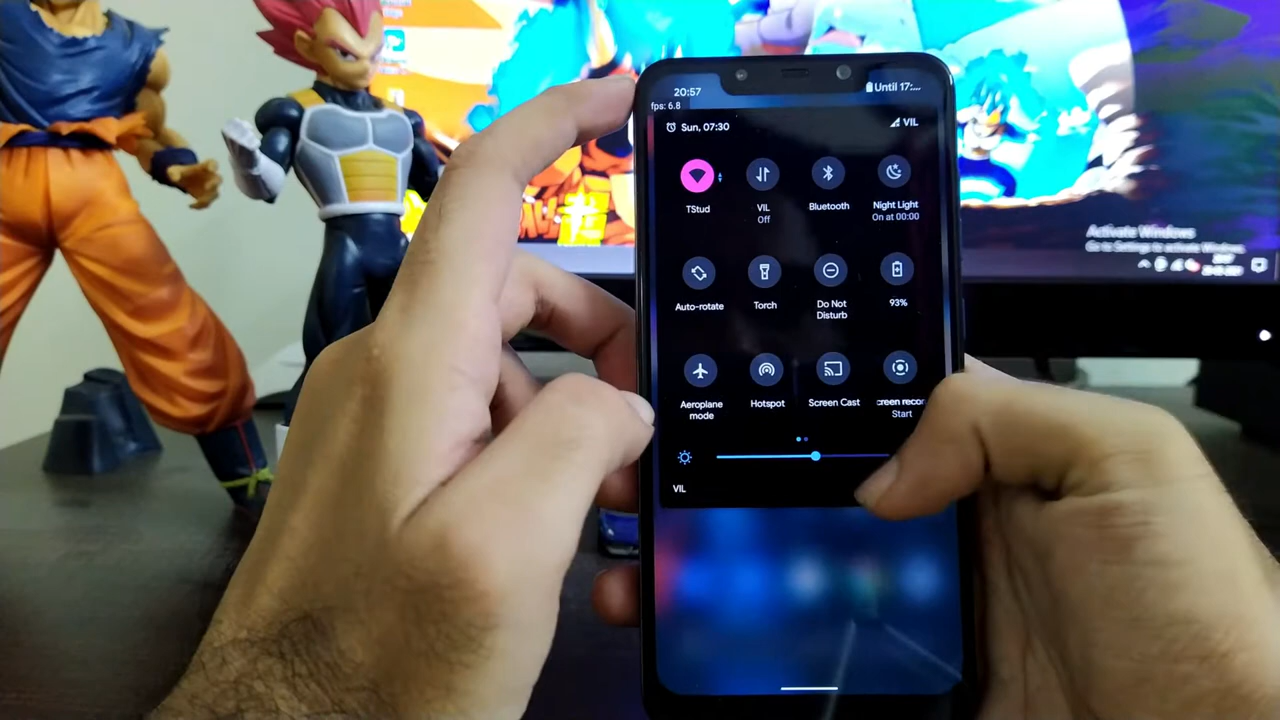 20:57
Until 17:...
fps: 6.8
Sun, 07:30
VIL
TStud
VIL
Off
Bluetooth
Night Light
On at 00:00
Auto-rotate
Torch
Do Not
Disturb
93%
Aeroplane
mode
Hotspot
Screen Cast
creen recor
Start
VIL
Activate Windows
Go to Settings to activate Windows.